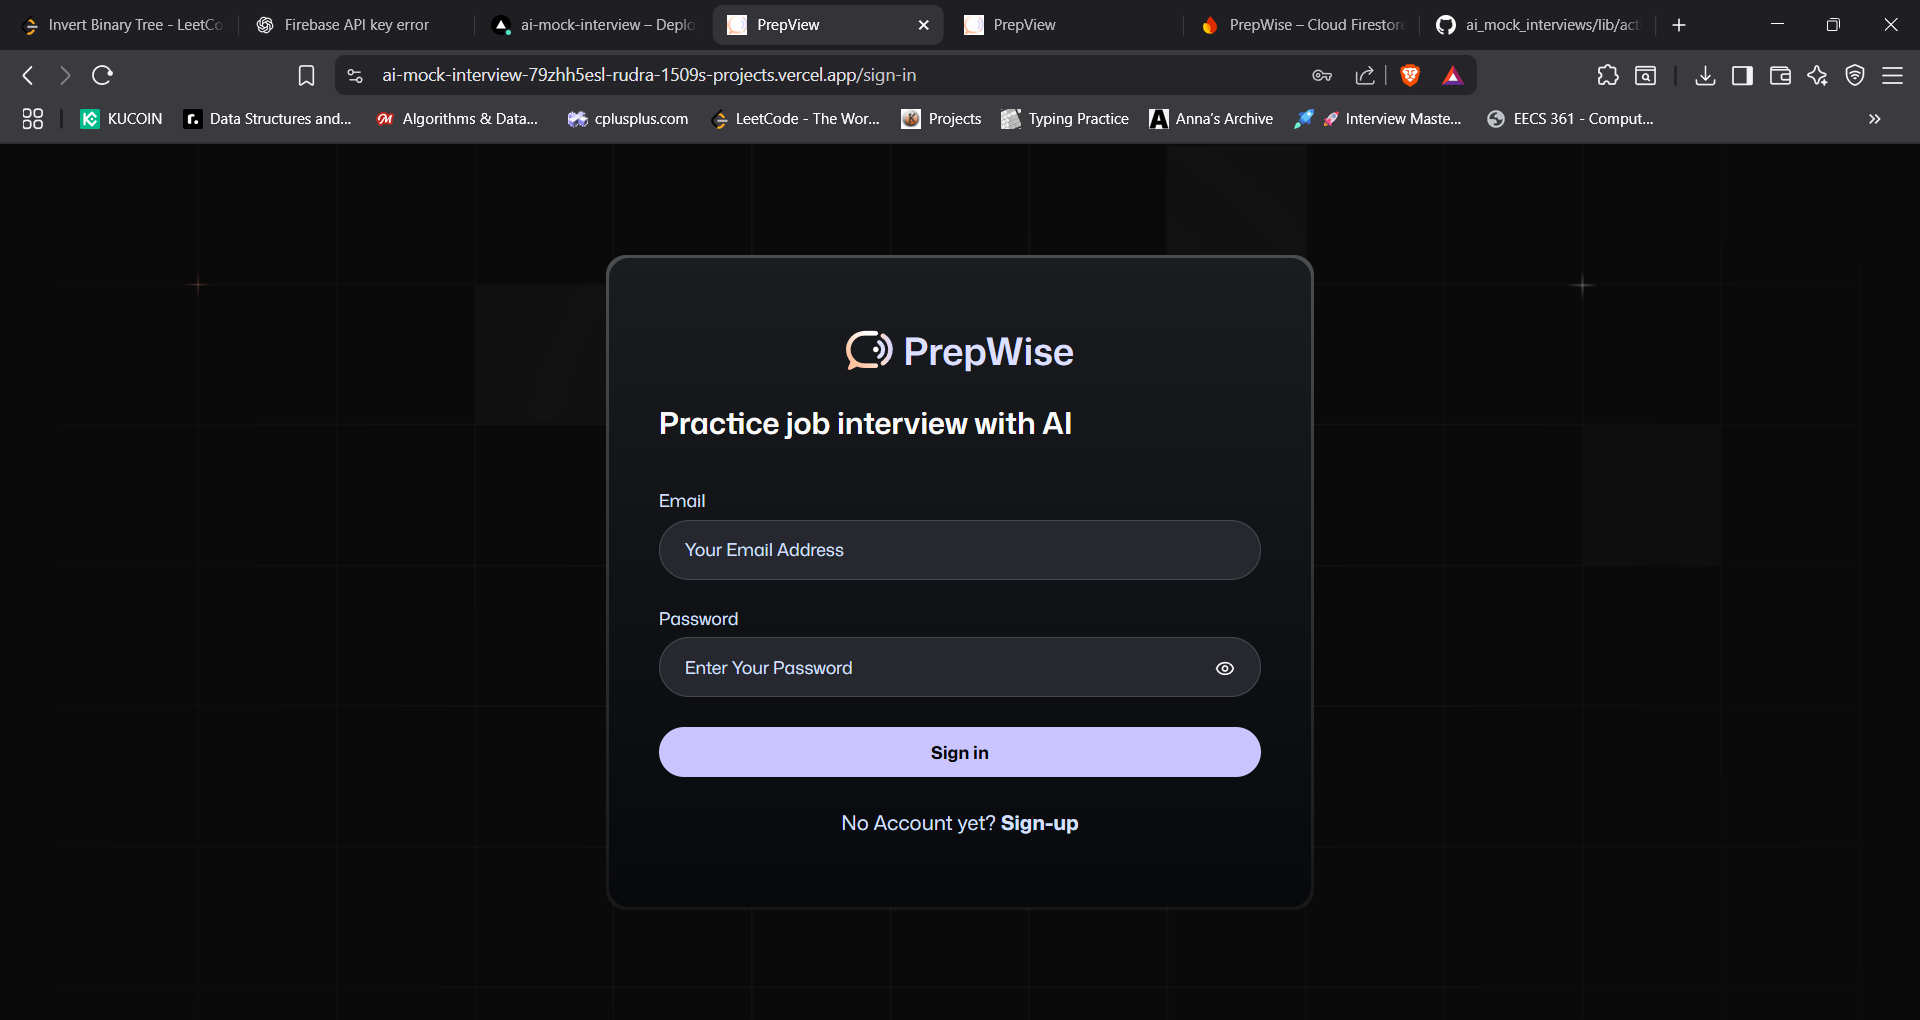 Invert Binary Tree - LeetCo
Firebase API key error
ai-mock-interview – Deplo
PrepView
PrepView
PrepWise – Cloud Firestore
ai_mock_interviews/lib/act
ai-mock-interview-79zhh5esl-rudra-1509s-projects.vercel.app/sign-in
KUCOIN
Data Structures and...
Algorithms & Data...
cplusplus.com
LeetCode - The Wor...
Projects
Typing Practice
Anna's Archive
🚀 Interview Maste...
EECS 361 - Comput...
PrepWise
Practice job interview with AI
Email
Your Email Address
Password
Enter Your Password
Sign in
No Account yet? Sign-up